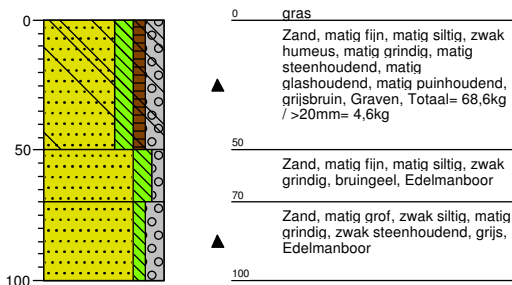 0
50
100
0
gras
Zand, matig fijn, matig siltig, zwak
humeus, matig grindig, matig
steenhoudend, matig
glashoudend, matig puinhoudend,
grijsbruin, Graven, Totaal= 68,6kg
/ >20mm= 4,6kg
50
Zand, matig fijn, matig siltig, zwak
grindig, bruingeel, Edelmanboor
70
Zand, matig grof, zwak siltig, matig
grindig, zwak steenhoudend, grijs,
Edelmanboor
100